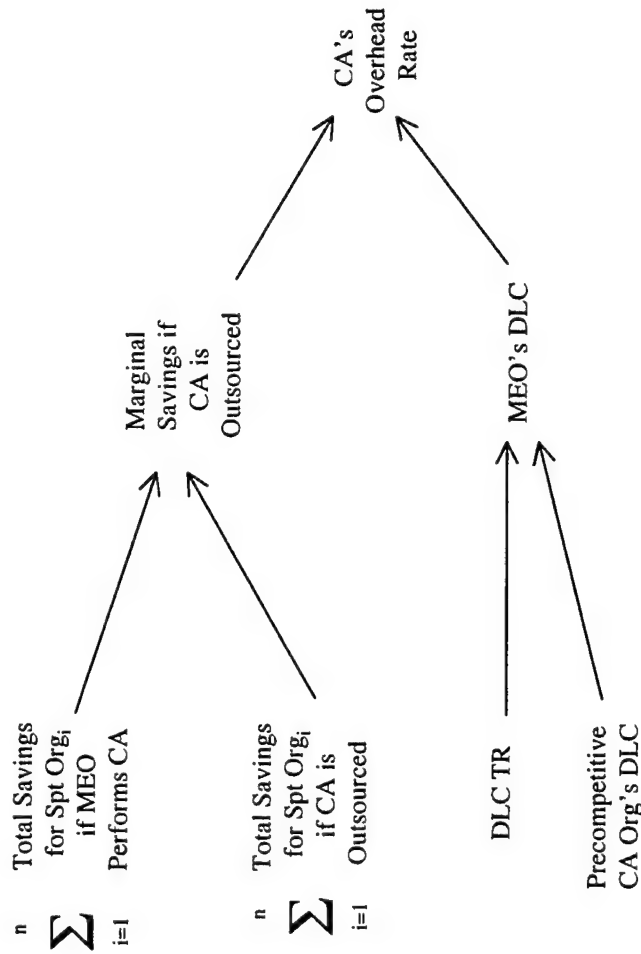 n
∑
i=1
Total Savings
for Spt Orgi
if MEO
Performs CA
n
∑
i=1
Total Savings
for Spt Orgi
if CA is
Outsourced
Marginal
Savings if
CA is
Outsourced
CA's
Overhead
Rate
DLC TR
Precompetitive
CA Org's DLC
MEO's DLC